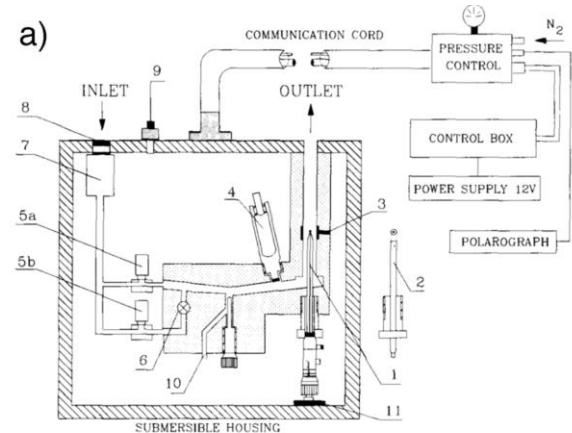 a)
COMMUNICATION CORD
N2
PRESSURE
CONTROL
INLET
OUTLET
9
8
7
CONTROL BOX
POWER SUPPLY 12V
POLAROGRAPH
4
3
5a
5b
2
6
10
1
11
SUBMERSIBLE HOUSING